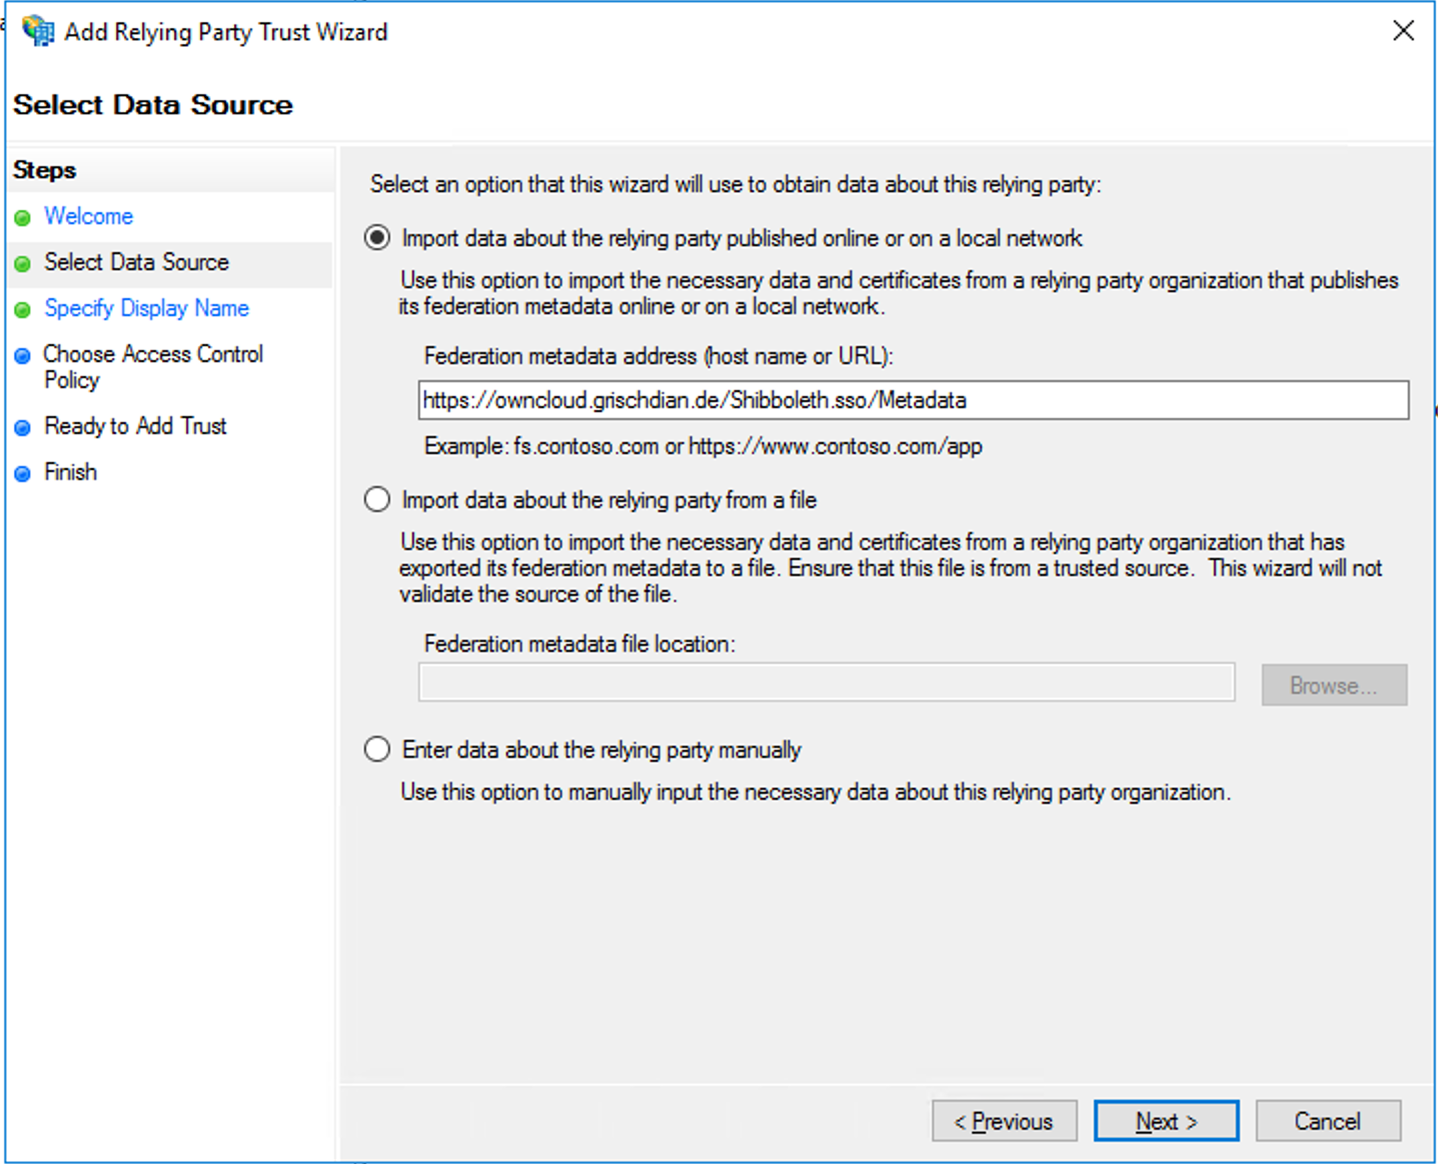 Add Relying Party Trust Wizard
Select Data Source
Steps
Welcome
Select Data Source
Specify Display Name
Choose Access Control
Policy
Ready to Add Trust
Finish
Select an option that this wizard will use to obtain data about this relying party:
Import data about the relying party published online or on a local network
Use this option to import the necessary data and certificates from a relying party organization that publishes
its federation metadata online or on a local network.
Federation metadata address (host name or URL):
https://owncloud.grischdian.de/Shibboleth.sso/Metadata
Example: fs.contoso.com or https://www.contoso.com/app
Import data about the relying party from a file
Use this option to import the necessary data and certificates from a relying party organization that has
exported its federation metadata to a file. Ensure that this file is from a trusted source.  This wizard will not
validate the source of the file.
Federation metadata file location:
Browse...
Enter data about the relying party manually
Use this option to manually input the necessary data about this relying party organization.
< Previous
Next >
Cancel